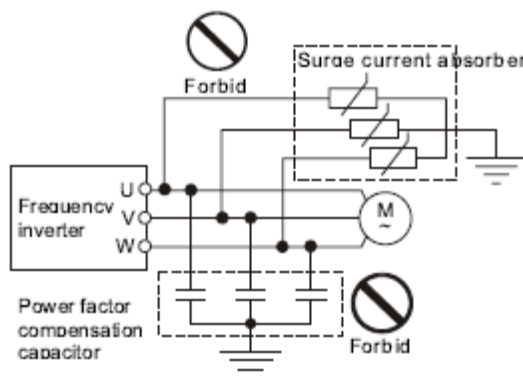 Surge current absorber
Forbid
U
Frequency
inverter
V
W
M
~
Power factor
compensation
capacitor
Forbid